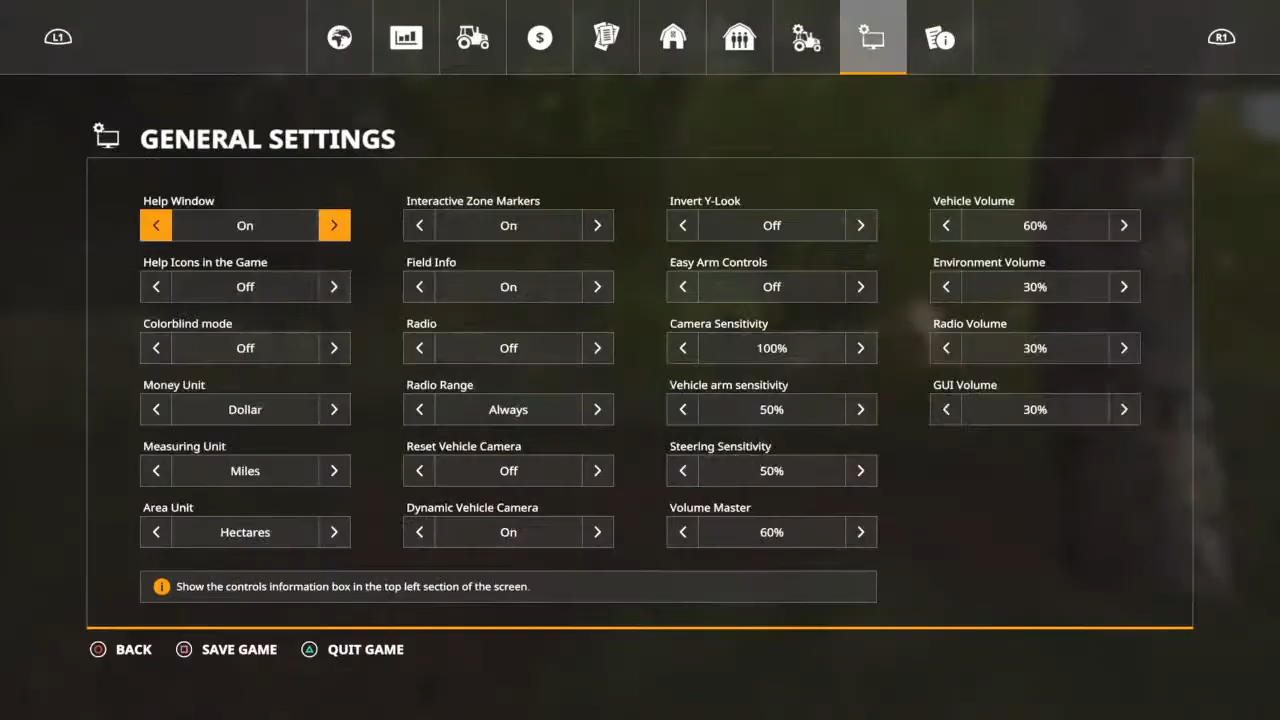 L1
$
R1
GENERAL SETTINGS
Help Window
On
Help Icons in the Game
Off
Colorblind mode
Off
Money Unit
Dollar
Measuring Unit
Miles
Area Unit
Hectares
Interactive Zone Markers
On
Field Info
On
Radio
Off
Radio Range
Always
Reset Vehicle Camera
Off
Dynamic Vehicle Camera
On
Invert Y-Look
Off
Easy Arm Controls
Off
Camera Sensitivity
100%
Vehicle arm sensitivity
50%
Steering Sensitivity
50%
Volume Master
60%
Vehicle Volume
60%
Environment Volume
30%
Radio Volume
30%
GUI Volume
30%
Show the controls information box in the top left section of the screen.
BACK SAVE GAME QUIT GAME